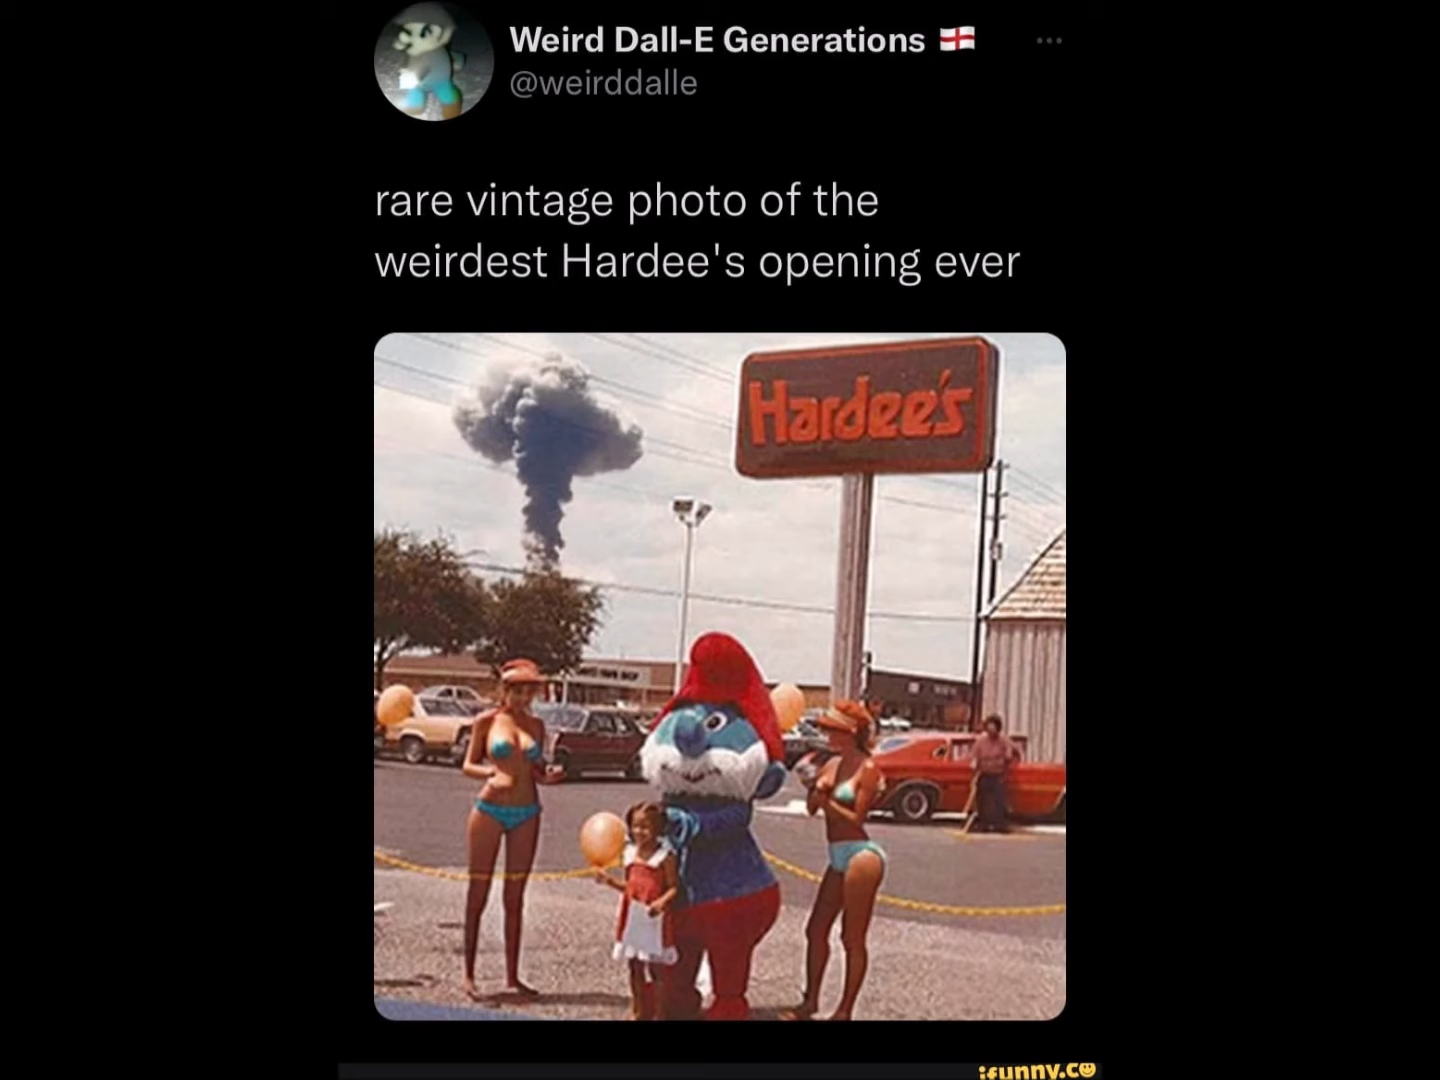 Weird Dall-E Generations
@weirddalle
rare vintage photo of the
weirdest Hardee's opening ever
Hardee's
ifunny.co